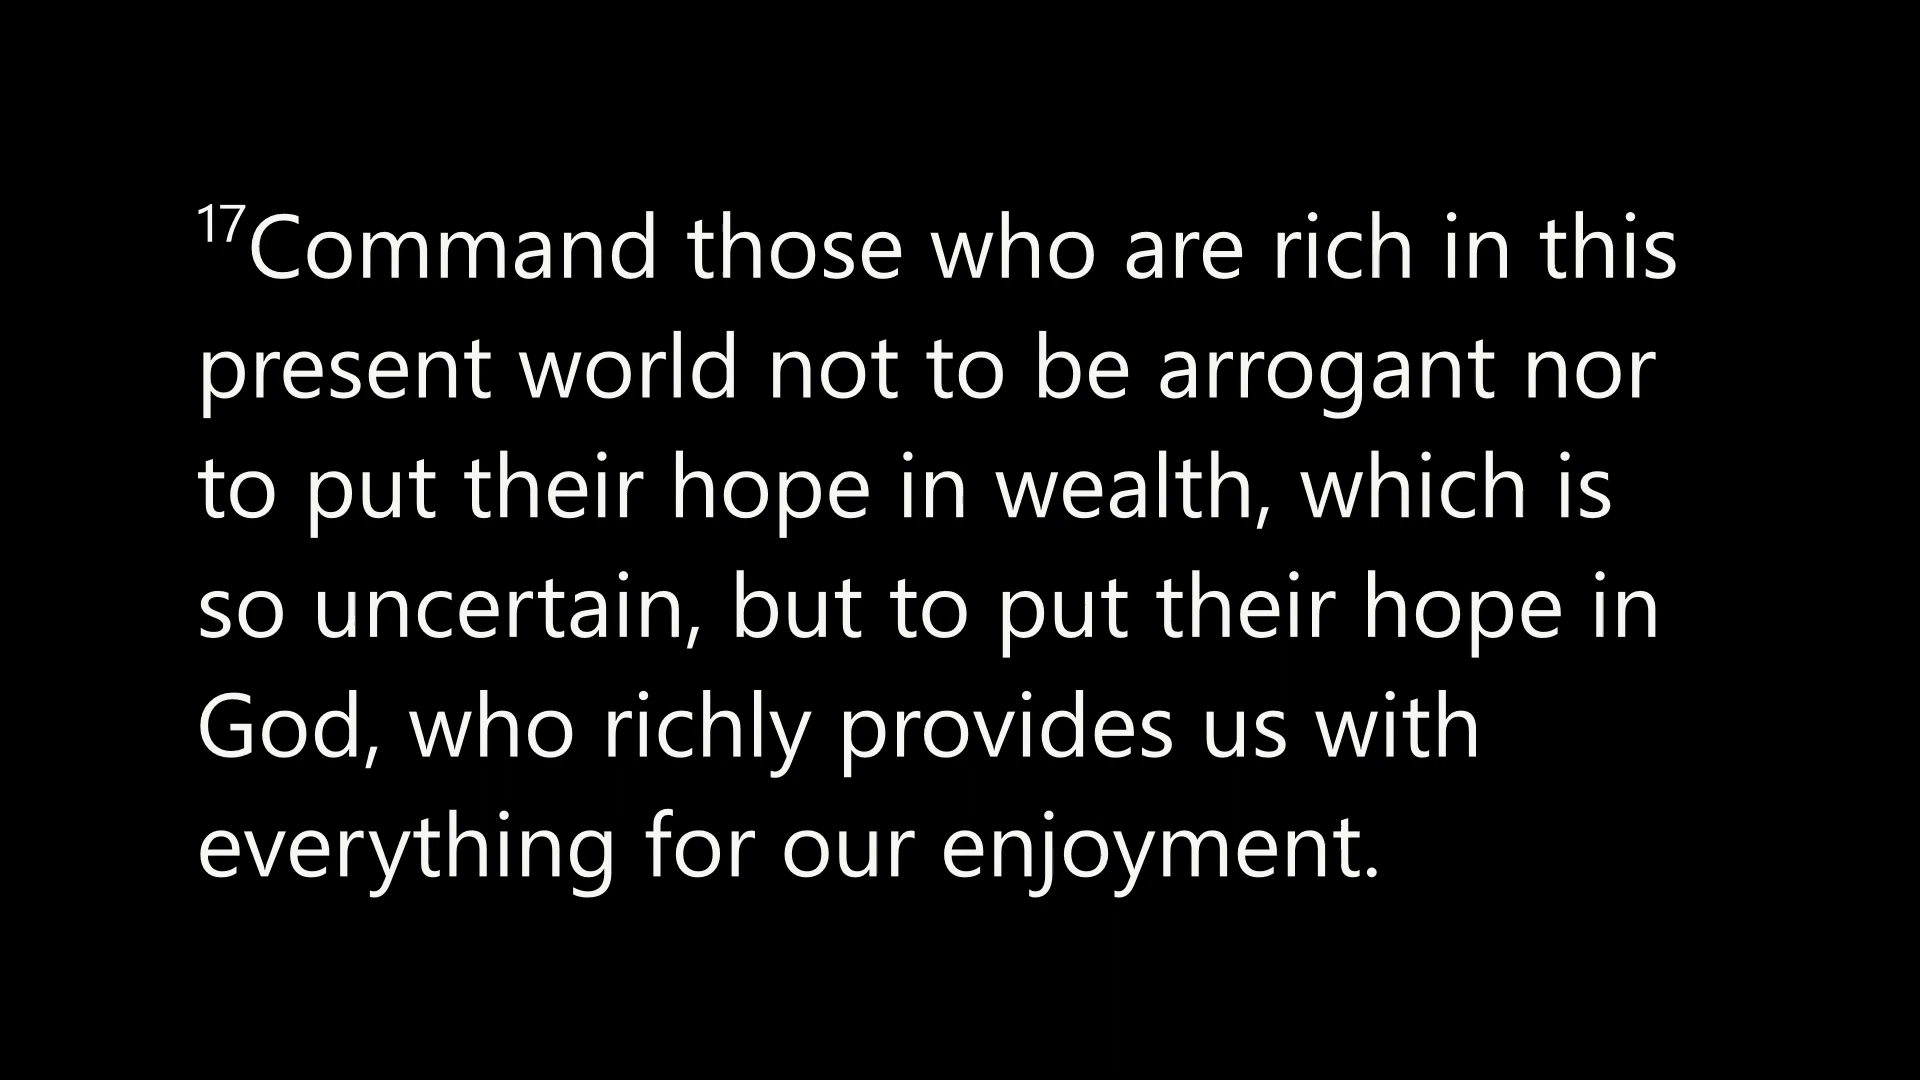 ¹⁷Command those who are rich in this
present world not to be arrogant nor
to put their hope in wealth, which is
so uncertain, but to put their hope in
God, who richly provides us with
everything for our enjoyment.